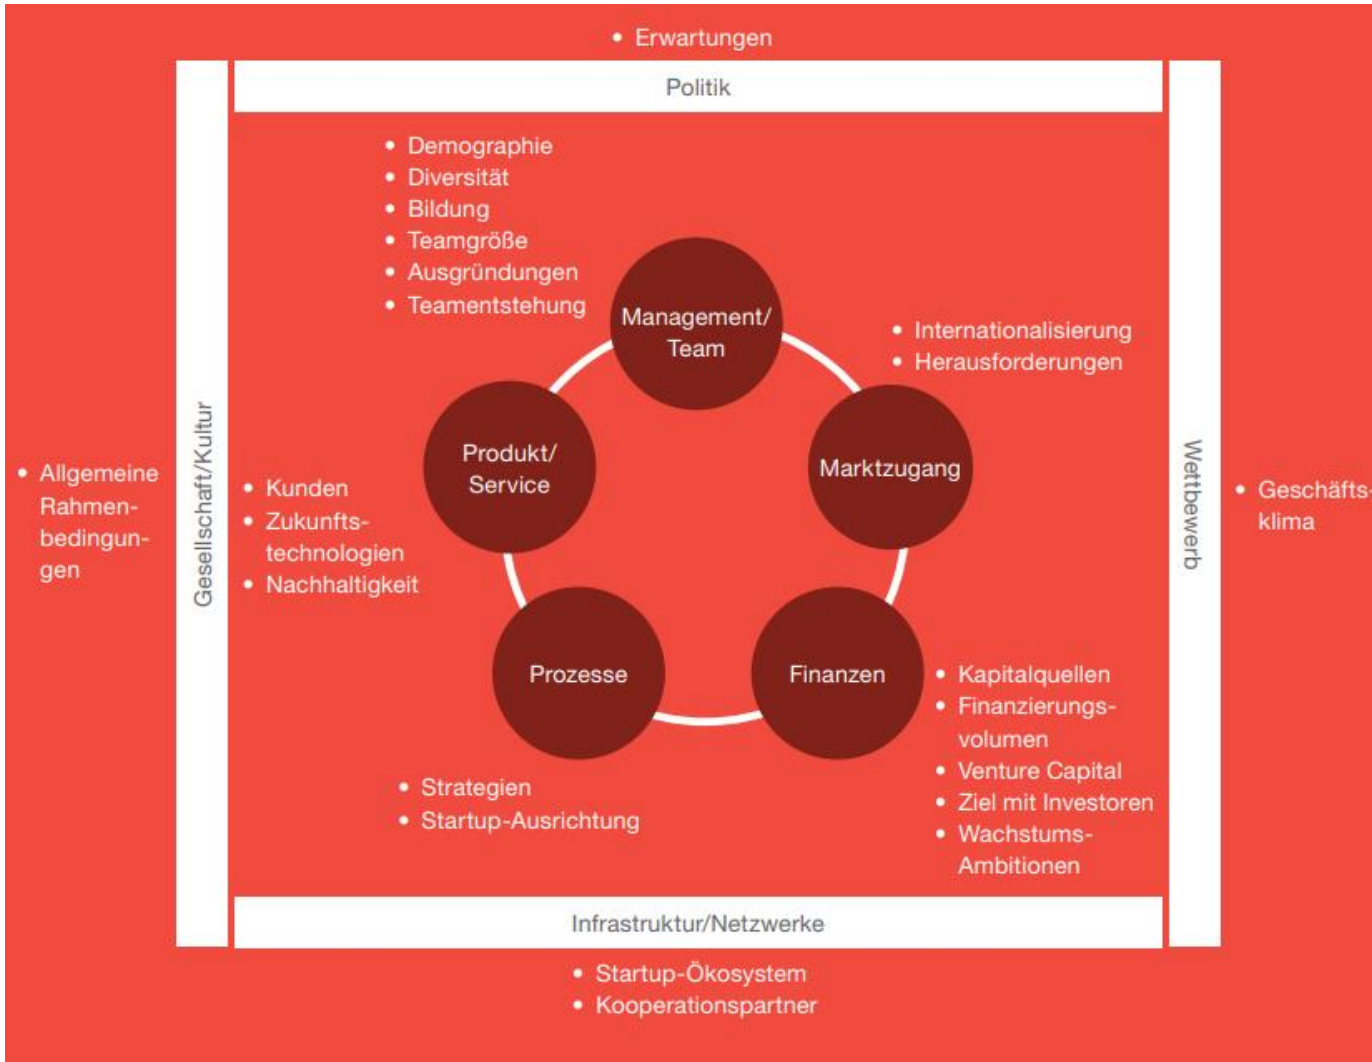 • Erwartungen
Politik
• Demographie
• Diversität
• Bildung
• Teamgröße
• Ausgründungen
• Teamentstehung
Management/
Team
• Internationalisierung
• Herausforderungen
Gesellschaft/Kultur
• Allgemeine
Rahmen-
bedingun-
gen
Produkt/
Service
• Kunden
• Zukunfts-
technologien
• Nachhaltigkeit
Marktzugang
Wettbewerb
• Geschäfts-
klima
Prozesse
• Strategien
• Startup-Ausrichtung
Finanzen
• Kapitalquellen
• Finanzierungs-
volumen
• Venture Capital
• Ziel mit Investoren
• Wachstums-
Ambitionen
Infrastruktur/Netzwerke
• Startup-Ökosystem
• Kooperationspartner